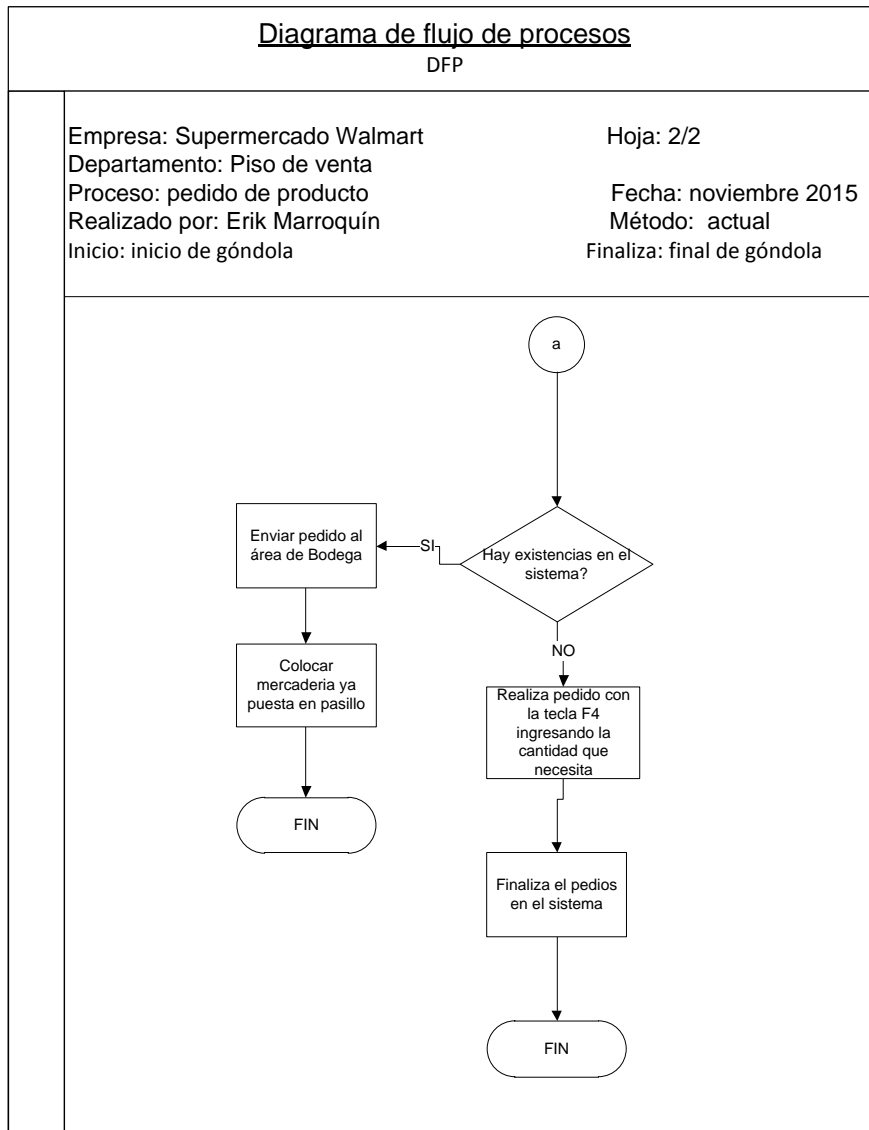 Diagrama de flujo de procesos
DFP
Empresa: Supermercado Walmart Hoja: 2/2
Departamento: Piso de venta
Proceso: pedido de producto Fecha: noviembre 2015
Realizado por: Erik Marroquín Método: actual
Inicio: inicio de góndola Finaliza: final de góndola
a
Hay existencias en el
sistema?
SI
Enviar pedido al
área de Bodega
Colocar
mercaderia ya
puesta en pasillo
FIN
NO
Realiza pedido con
la tecla F4
ingresando la
cantidad que
necesita
Finaliza el pedios
en el sistema
FIN